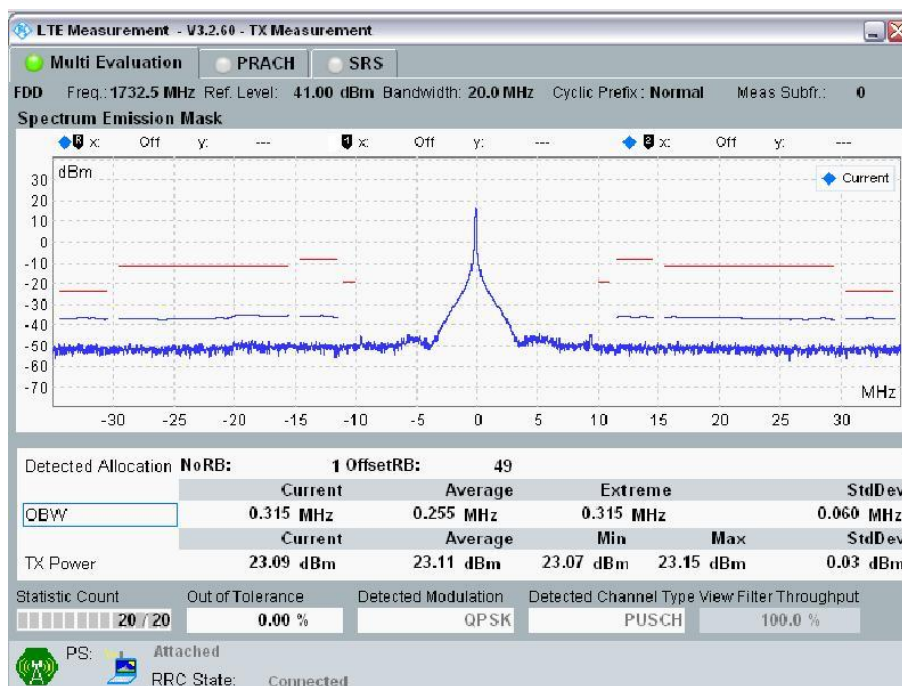 LTE Measurement - V3.2.60 - TX Measurement
Multi Evaluation PRACH SRS
FDD Freq.: 1732.5 MHz Ref. Level: 41.00 dBm Bandwidth: 20.0 MHz Cyclic Prefix: Normal Meas Subfr.: 0
Spectrum Emission Mask
R x: Off y: --- 1 x: Off y: --- 2 x: Off y: ---
dBm
Current
30
20
10
0
-10
-20
-30
-40
-50
-60
-70
MHz
-30 -25 -20 -15 -10 -5 0 5 10 15 20 25 30
Detected Allocation NoRB: 1 OffsetRB: 49
Current Average Extreme StdDev
OBW 0.315 MHz 0.255 MHz 0.315 MHz 0.060 MHz
Current Average Min Max StdDev
TX Power 23.09 dBm 23.11 dBm 23.07 dBm 23.15 dBm 0.03 dBm
Statistic Count Out of Tolerance Detected Modulation Detected Channel Type View Filter Throughput
20 / 20 0.00 % QPSK PUSCH 100.0 %
PS: Attached
RRC State: Connected